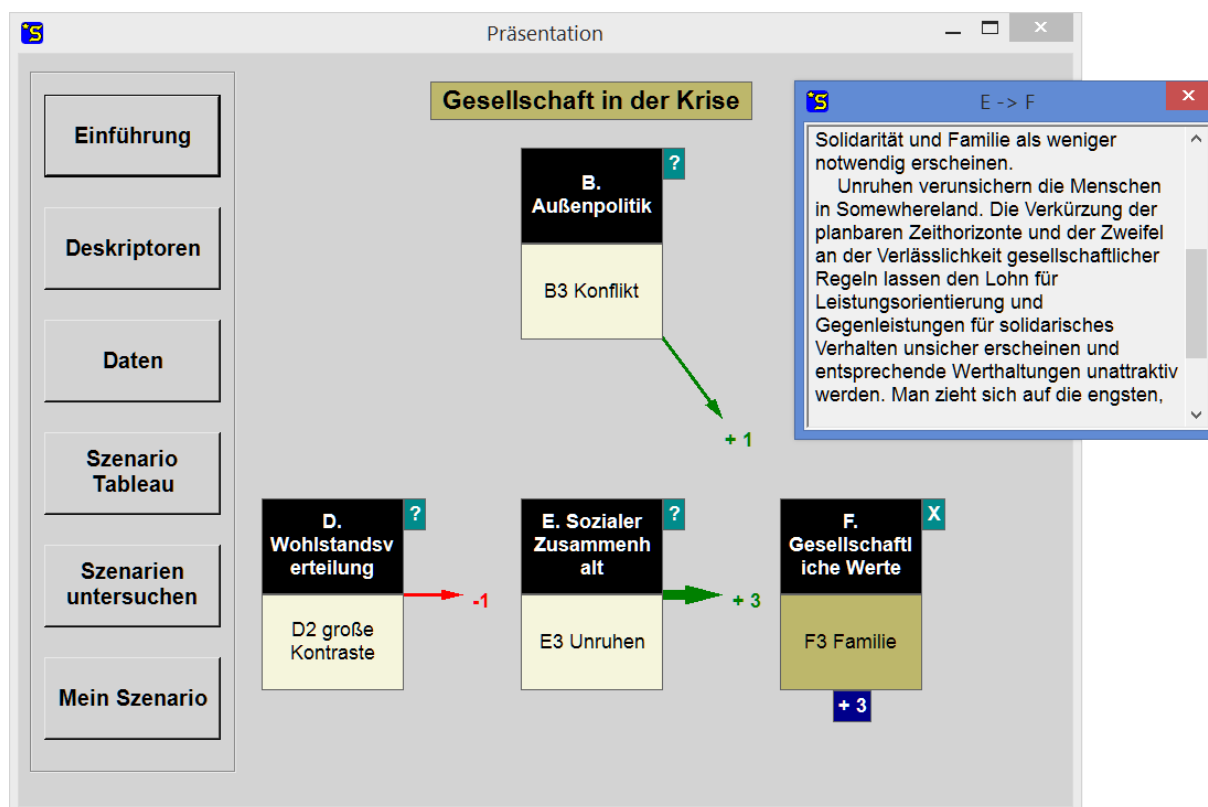 Präsentation
Einführung
Deskriptoren
Daten
Szenario
Tableau
Szenarien
untersuchen
Mein Szenario
Gesellschaft in der Krise
B.
Außenpolitik
?
B3 Konflikt
+ 1
D.
Wohlstandsv
erteilung
?
D2 große
Kontraste
-1
E. Sozialer
Zusammenh
alt
?
E3 Unruhen
+ 3
F.
Gesellschaftl
iche Werte
X
F3 Familie
+ 3
E -> F
Solidarität und Familie als weniger
notwendig erscheinen.
Unruhen verunsichern die Menschen
in Somewhereland. Die Verkürzung der
planbaren Zeithorizonte und der Zweifel
an der Verlässlichkeit gesellschaftlicher
Regeln lassen den Lohn für
Leistungsorientierung und
Gegenleistungen für solidarisches
Verhalten unsicher erscheinen und
entsprechende Werthaltungen unattraktiv
werden. Man zieht sich auf die engsten,